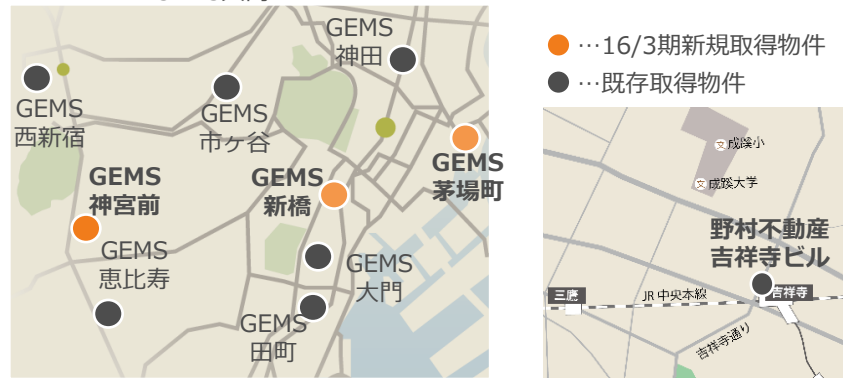 GEMS
神田
GEMS
西新宿
GEMS
市ヶ谷
GEMS
神宮前
GEMS
新橋
GEMS
茅場町
GEMS
恵比寿
GEMS
大門
GEMS
田町
●…16/3期新規取得物件
●…既存取得物件
文成蹊小
文成蹊大学
野村不動産
吉祥寺ビル
三鷹
JR中央本線
吉祥寺
吉祥寺通り